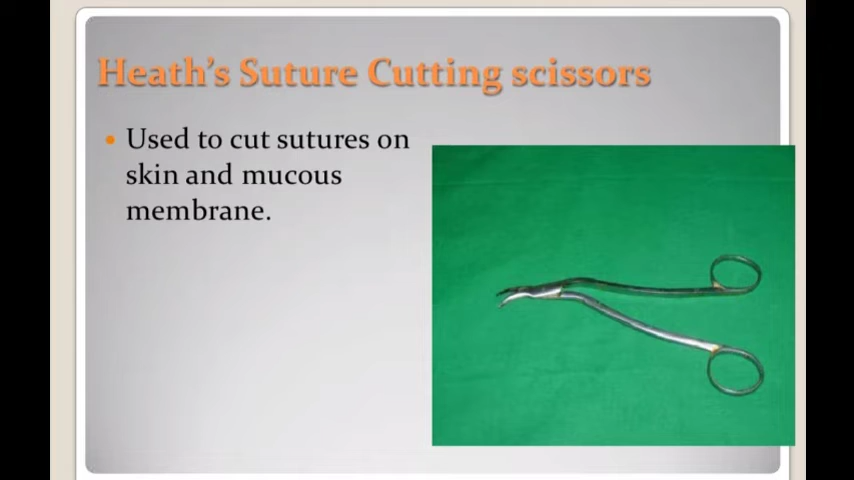 Heath's Suture Cutting scissors
Used to cut sutures on
skin and mucous
membrane.